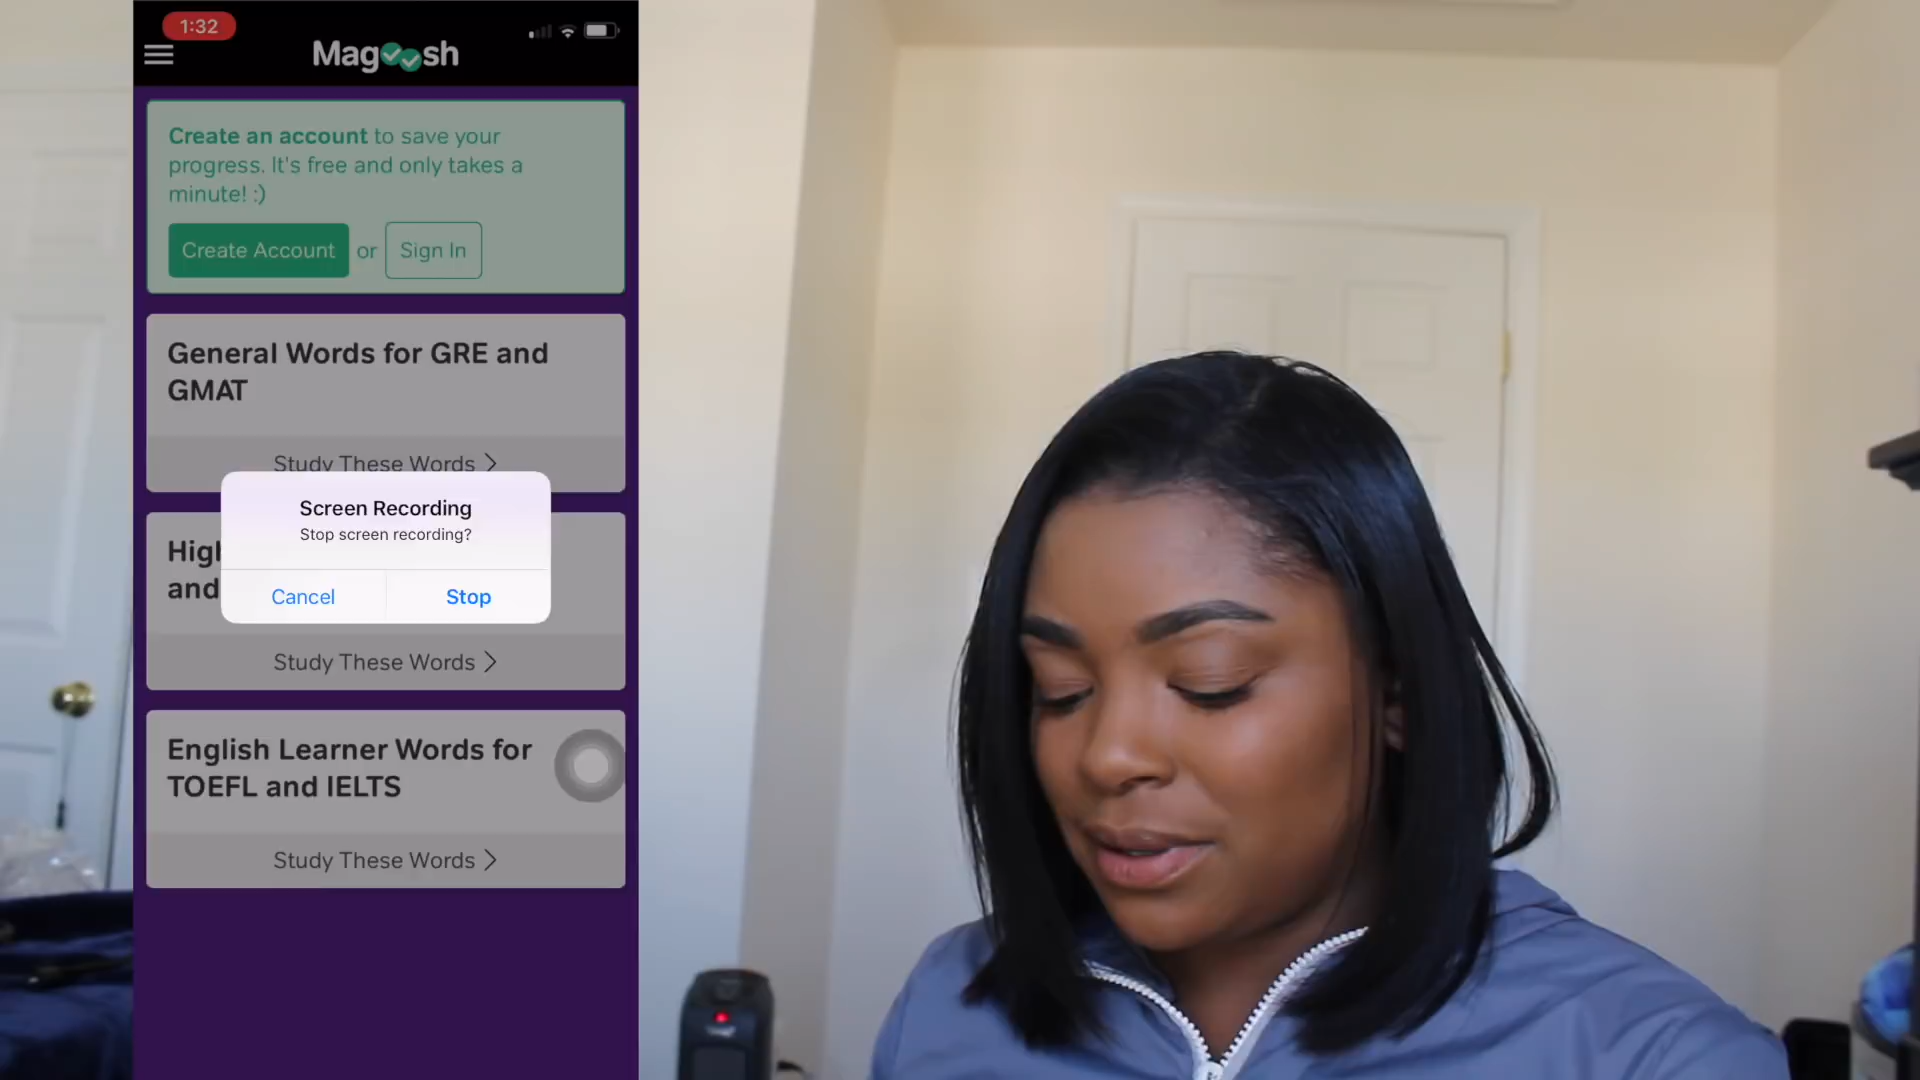 1:32
Magoosh
Create an account to save your
progress. It's free and only takes a
minute! :)
Create Account or Sign In
General Words for GRE and
GMAT
Study These Words
Screen Recording
Stop screen recording?
Cancel Stop
and
Study These Words
English Learner Words for
TOEFL and IELTS
Study These Words